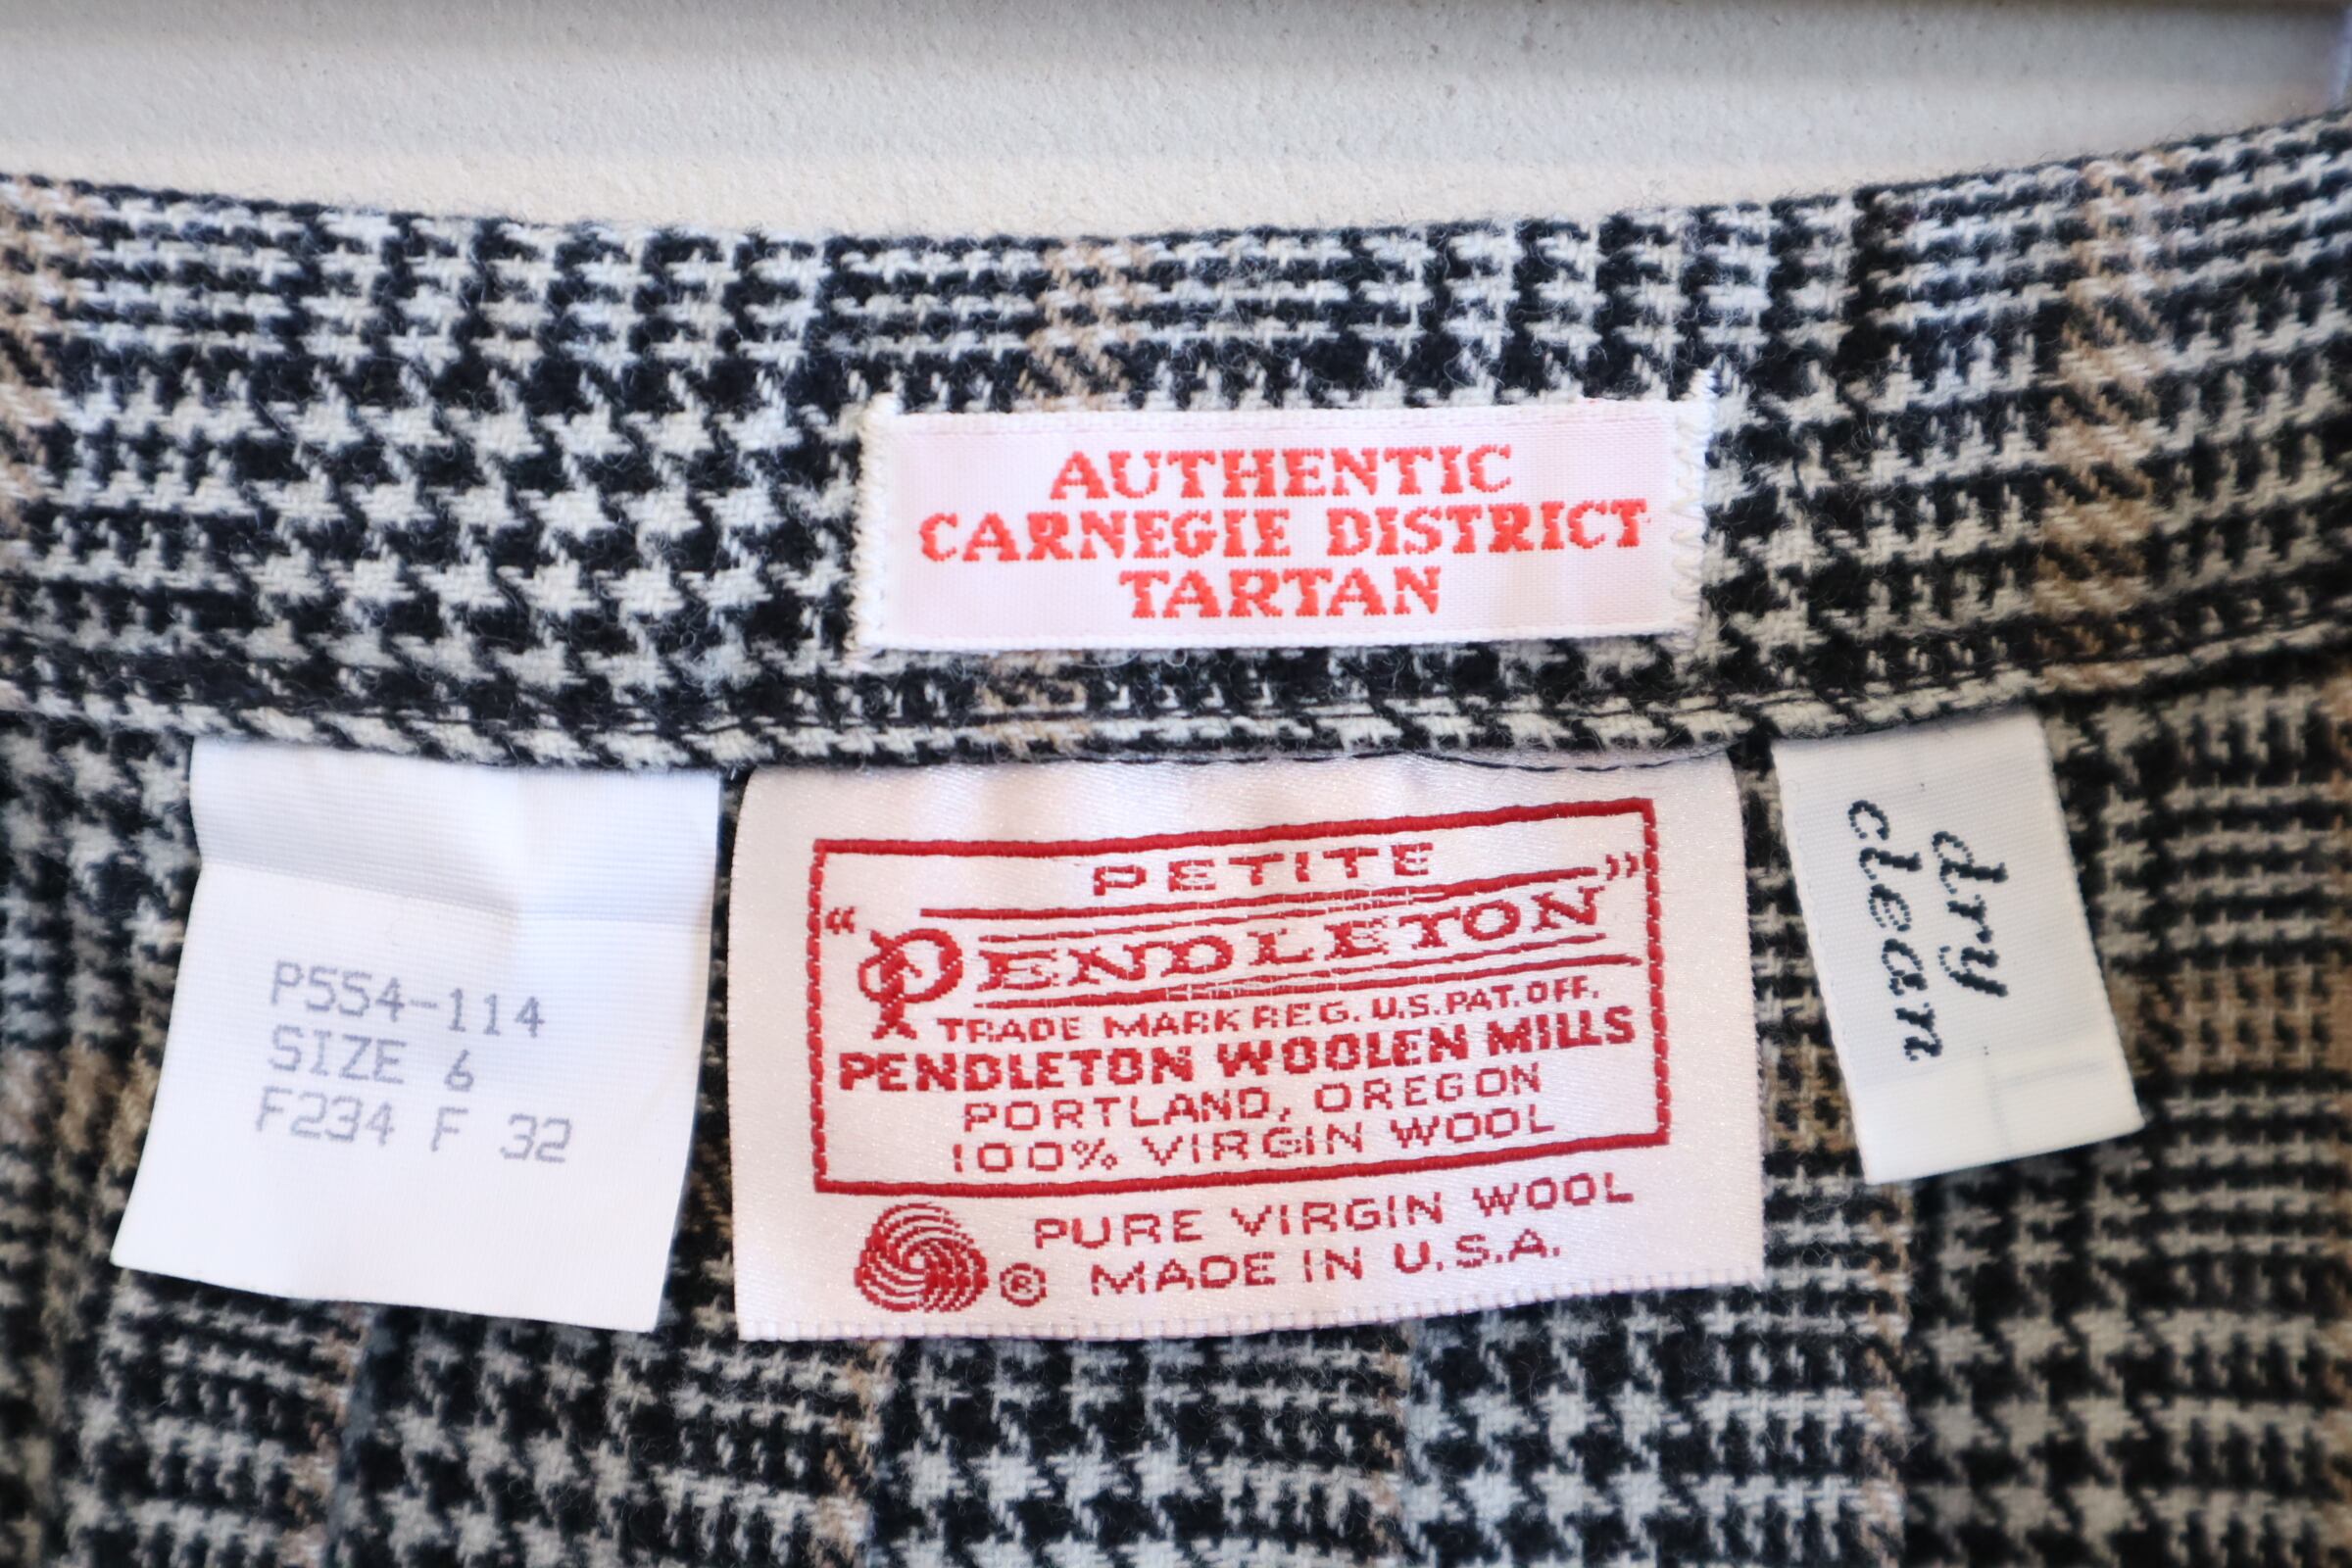 AUTHENTIC
CARNEGIE DISTRICT
TARTAN
P554-114
SIZE 6
F234 F 32
PETITE
"PENDLETON"
TRADE MARK REG. U.S. PAT. OFF.
PENDLETON WOOLEN MILLS
PORTLAND, OREGON
100% VIRGIN WOOL
PURE VIRGIN WOOL
® MADE IN U.S.A.
dry
clean